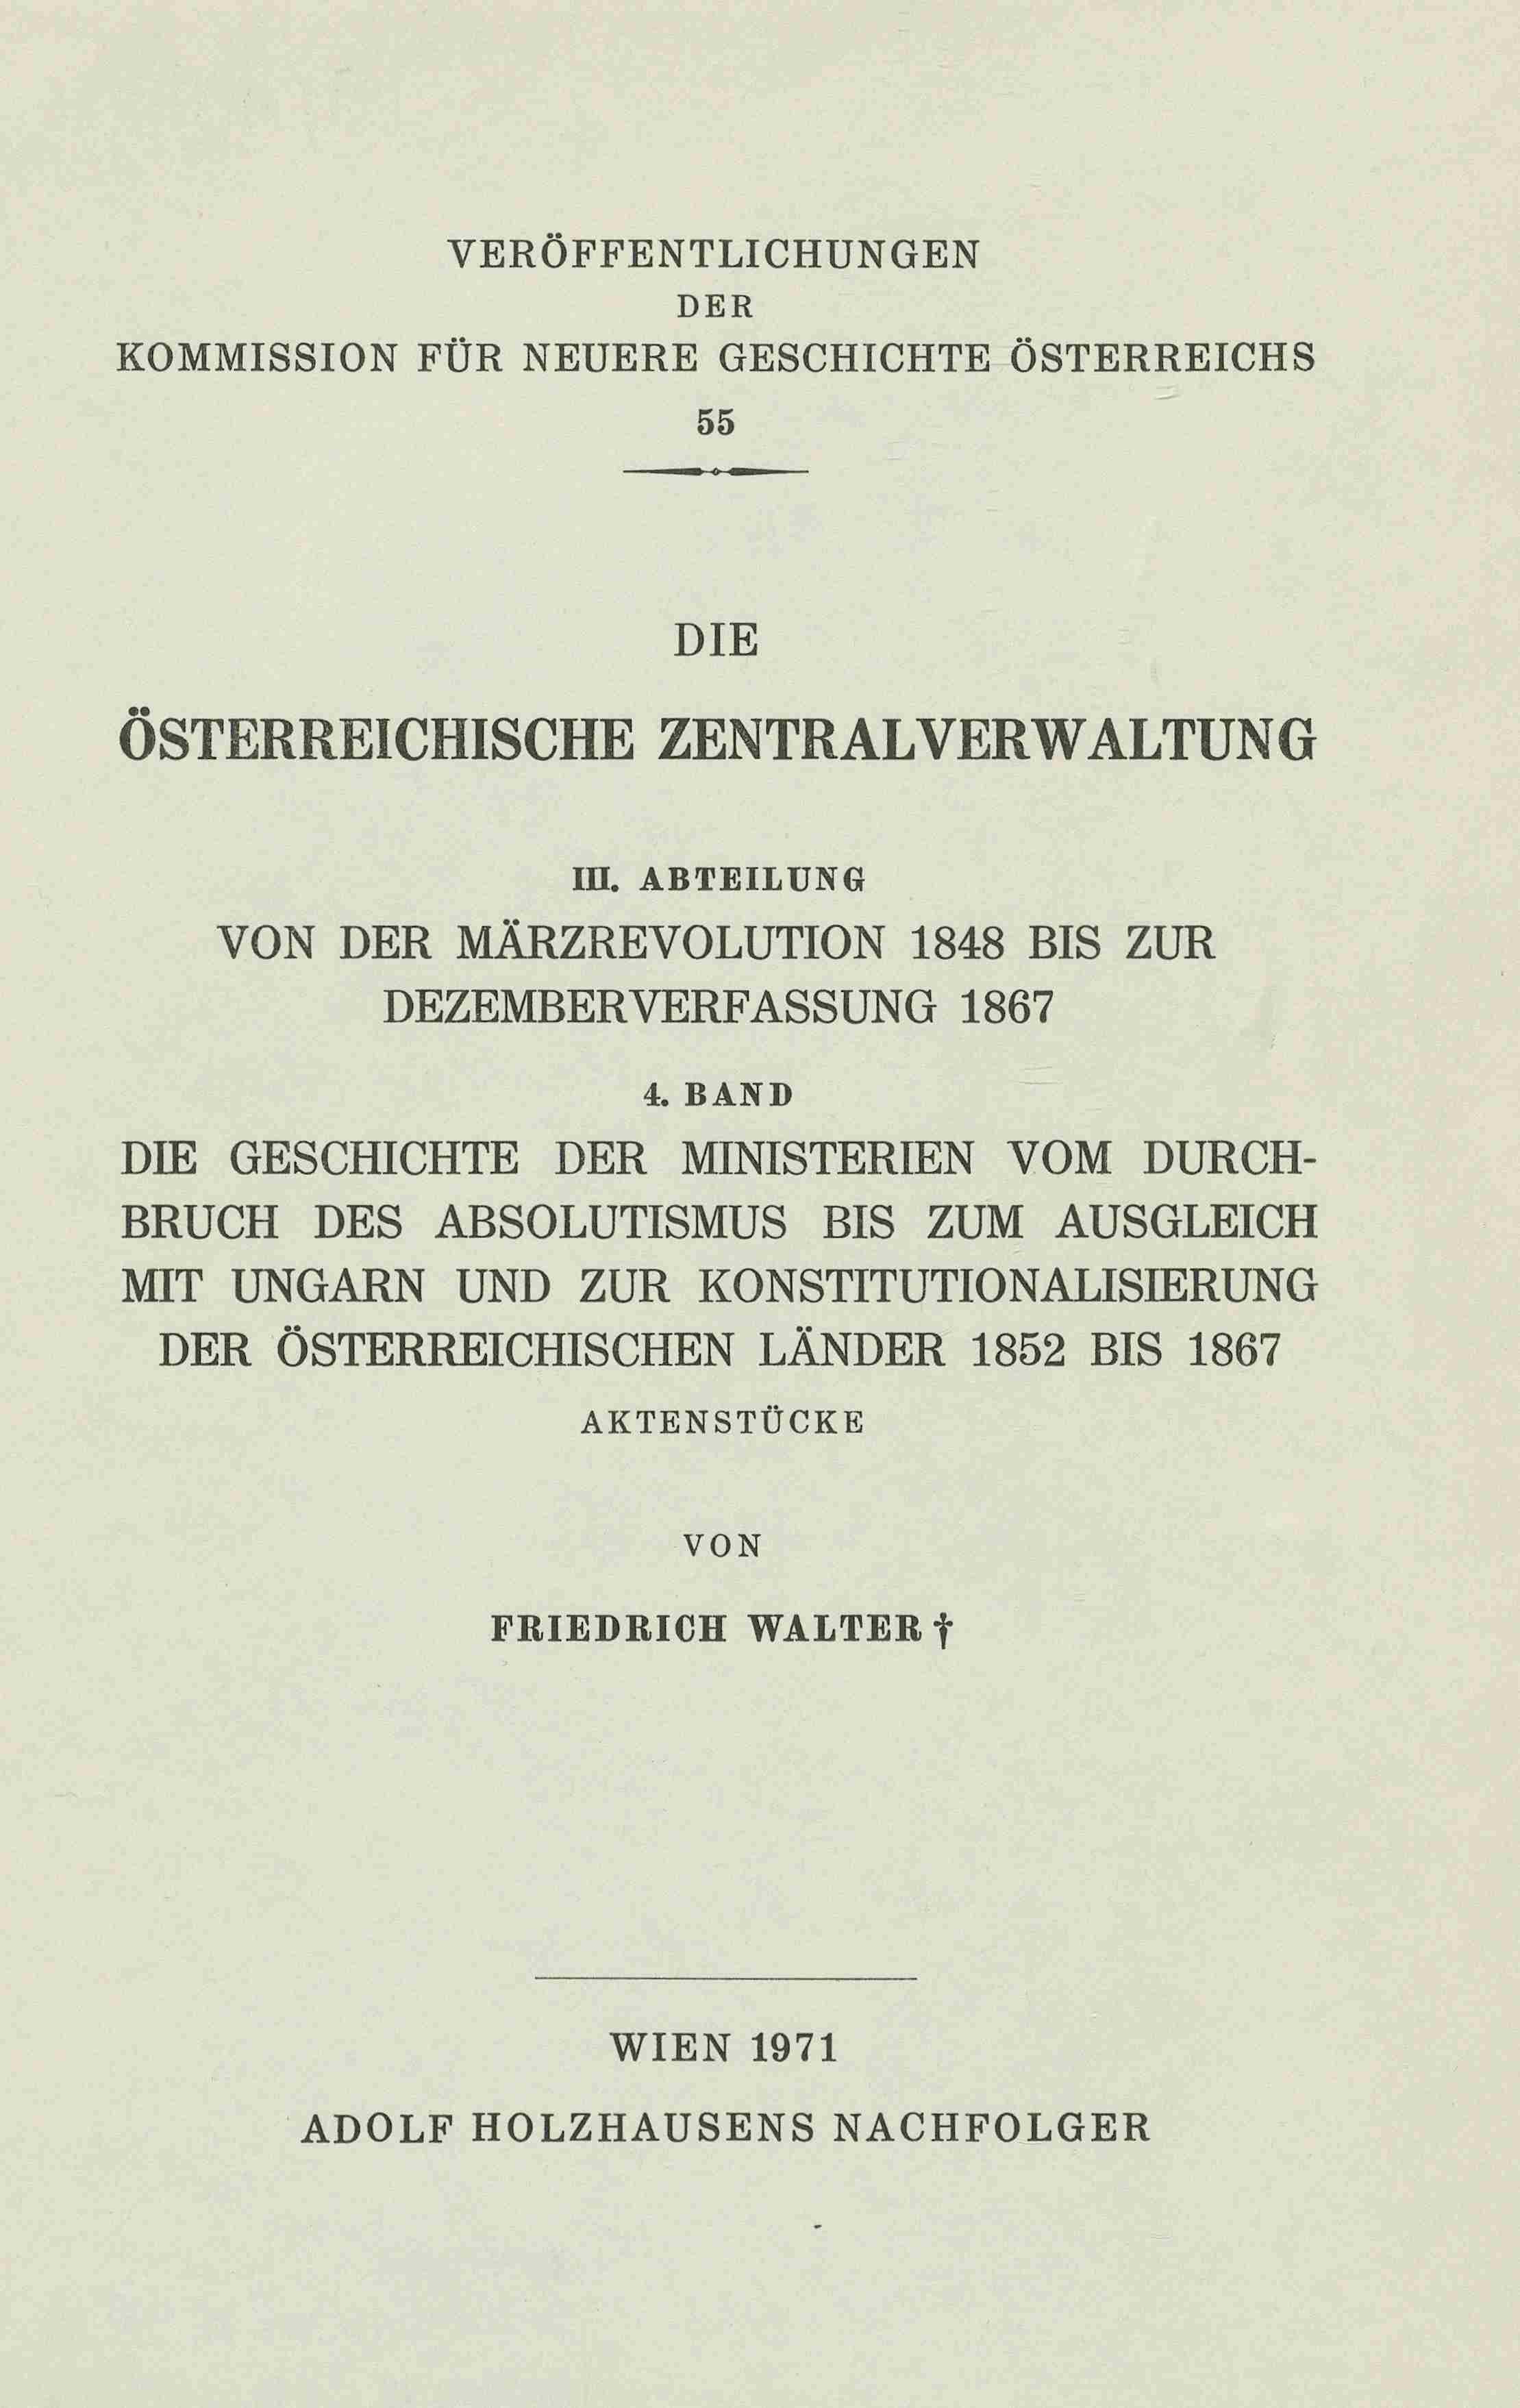 VERÖFFENTLICHUNGEN
DER
KOMMISSION FÜR NEUERE GESCHICHTE ÖSTERREICHS
55
DIE
ÖSTERREICHISCHE ZENTRALVERWALTUNG
III. ABTEILUNG
VON DER MÄRZREVOLUTION 1848 BIS ZUR
DEZEMBERVERFASSUNG 1867
4. BAND
DIE GESCHICHTE DER MINISTERIEN VOM DURCH-
BRUCH DES ABSOLUTISMUS BIS ZUM AUSGLEICH
MIT UNGARN UND ZUR KONSTITUTIONALISIERUNG
DER ÖSTERREICHISCHEN LÄNDER 1852 BIS 1867
AKTENSTÜCKE
VON
FRIEDRICH WALTER †
WIEN 1971
ADOLF HOLZHAUSENS NACHFOLGER